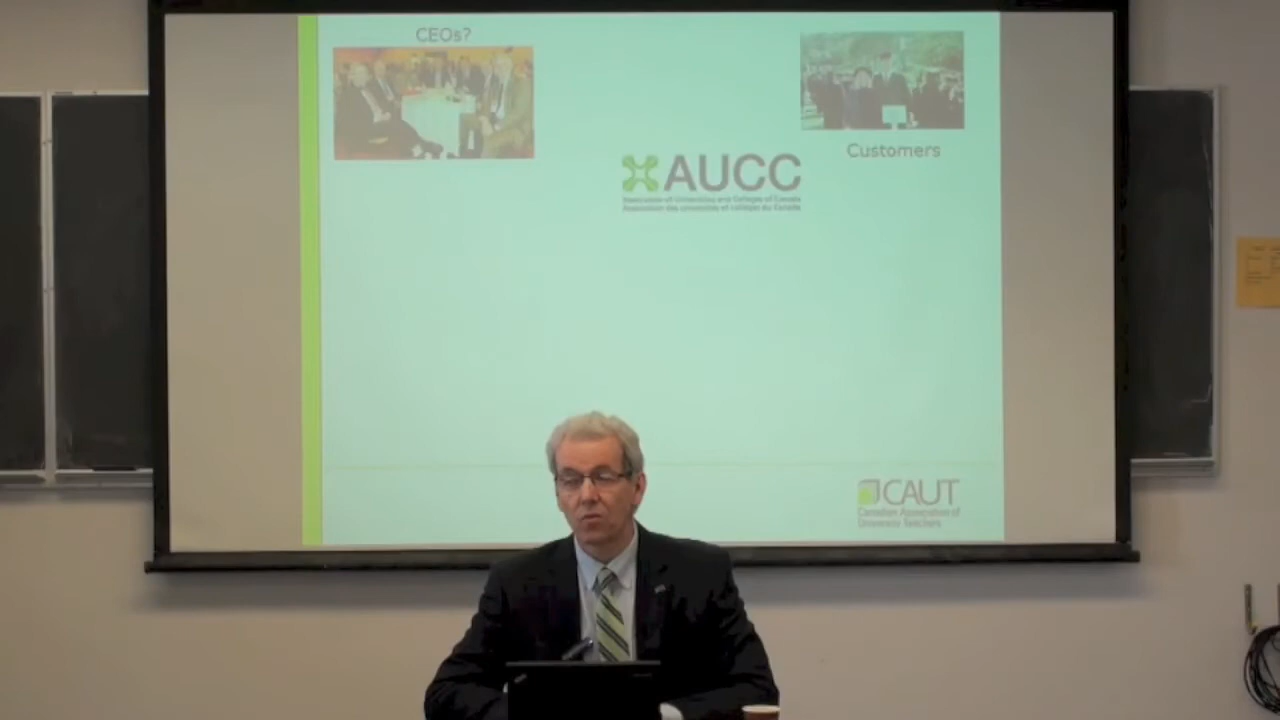 CEOs?
Customers
AUCC
Association of Universities and Colleges of Canada
Association des universités et collèges du Canada
CAUT
Canadian Association of
University Teachers